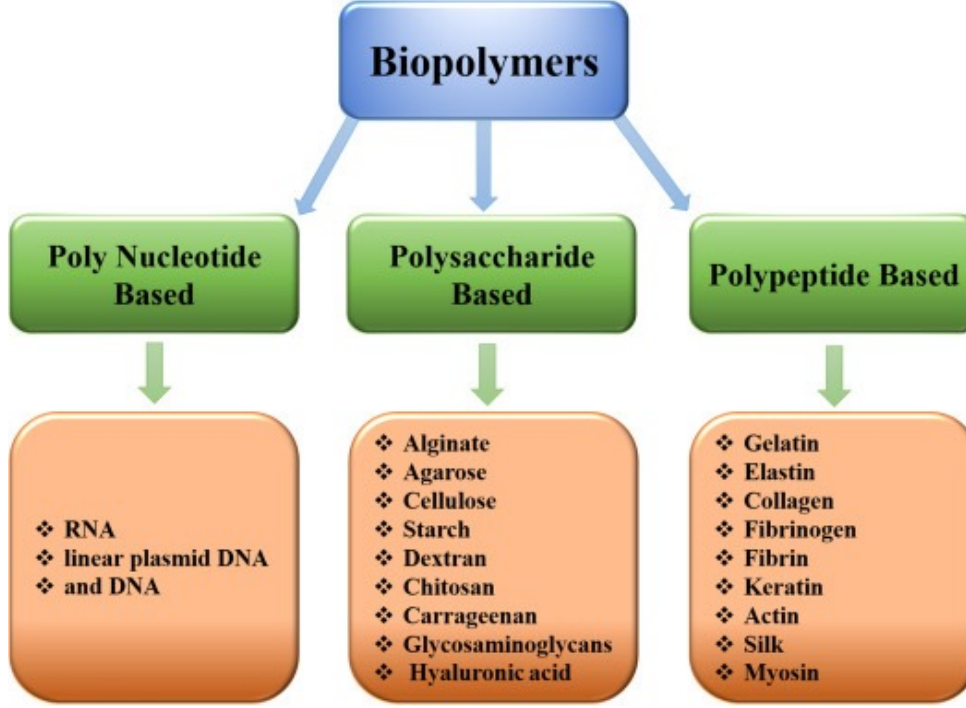 Biopolymers
Poly Nucleotide
Based
Polysaccharide
Based
Polypeptide Based
❖ RNA
❖ linear plasmid DNA
❖ and DNA
❖ Alginate
❖ Agarose
❖ Cellulose
❖ Starch
❖ Dextran
❖ Chitosan
❖ Carrageenan
❖ Glycosaminoglycans
❖ Hyaluronic acid
❖ Gelatin
❖ Elastin
❖ Collagen
❖ Fibrinogen
❖ Fibrin
❖ Keratin
❖ Actin
❖ Silk
❖ Myosin